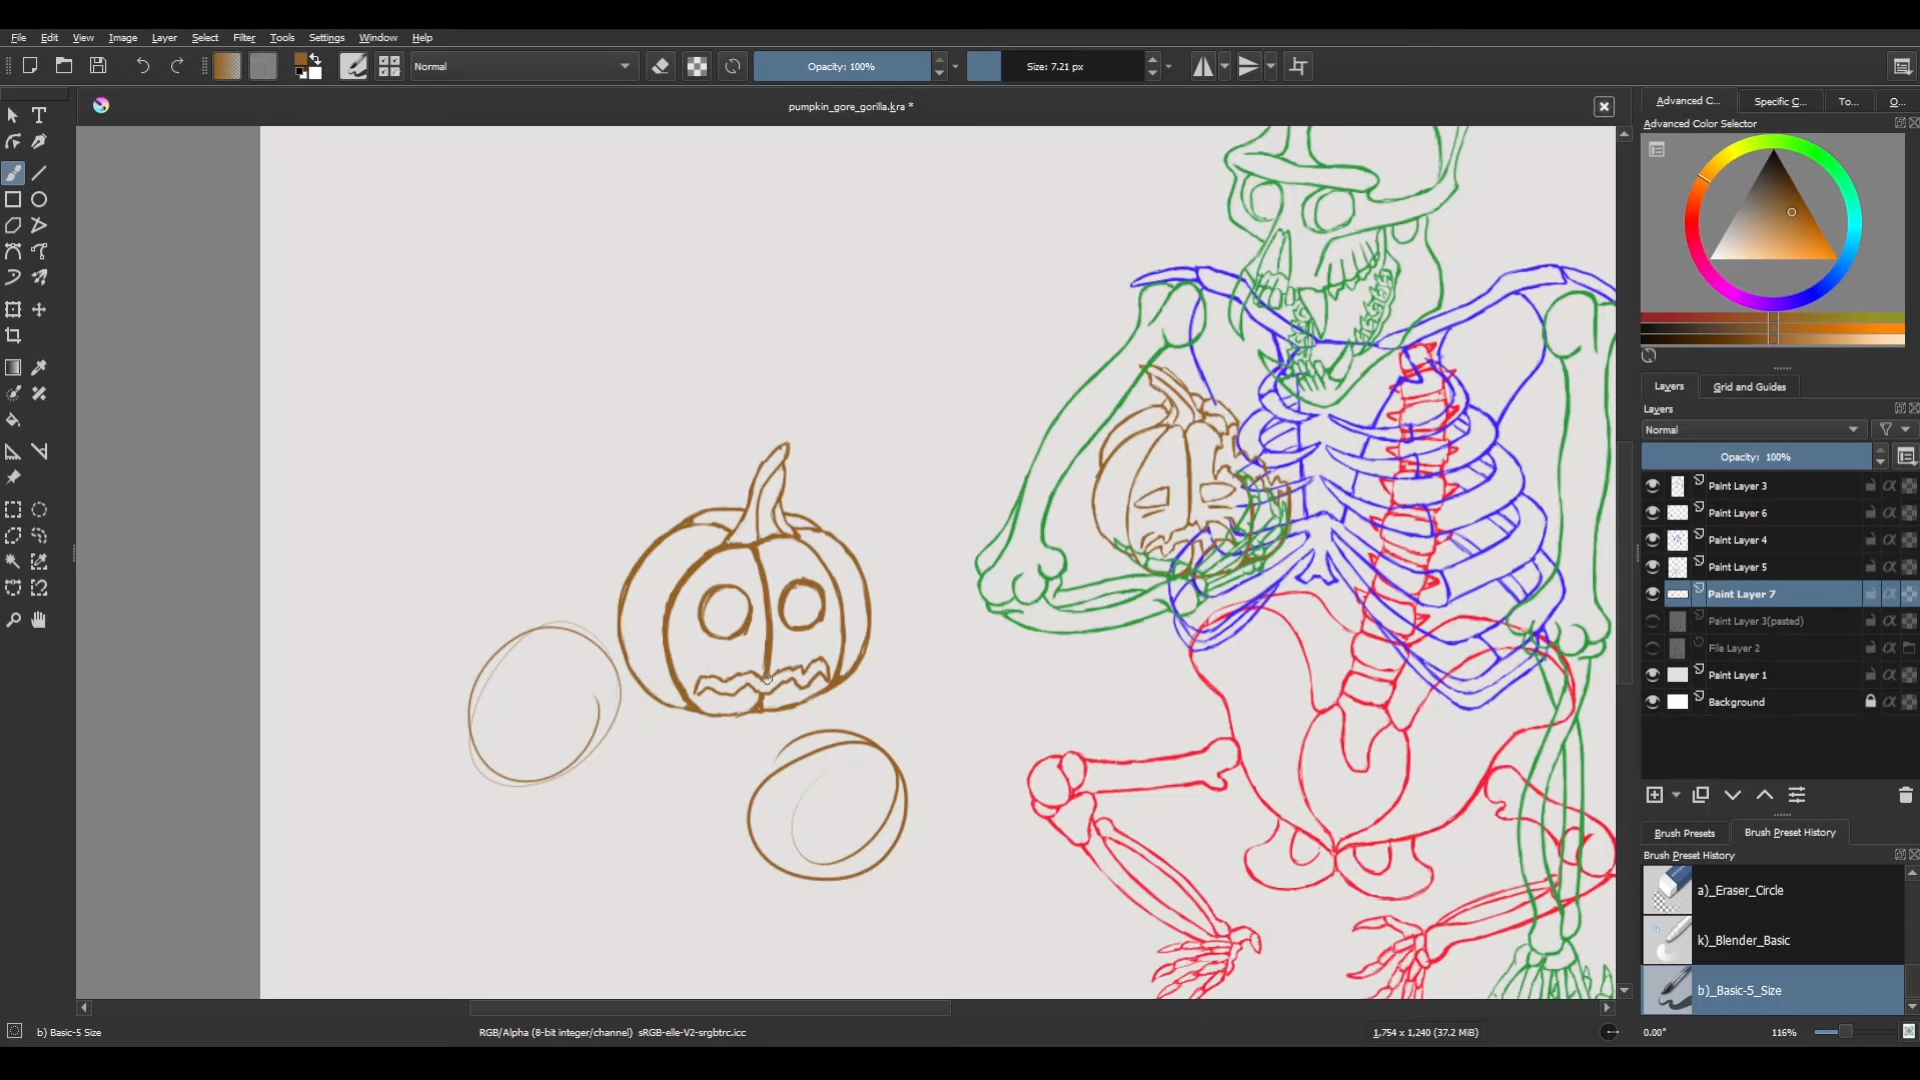 File Edit View Image Layer Select Filter Tools Settings Window Help
Normal Opacity: 100% Size: 7.21 px
pumpkin_gore_gorilla.kra *
Advanced C... Specific C... To... O...
Advanced Color Selector
Layers Grid and Guides
Layers
Normal
Opacity: 100%
Paint Layer 3
Paint Layer 6
Paint Layer 4
Paint Layer 5
Paint Layer 7
Paint Layer 3(pasted)
File Layer 2
Paint Layer 1
Background
Brush Presets Brush Preset History
Brush Preset History
a)_Eraser_Circle
k)_Blender_Basic
b)_Basic-5_Size
b) Basic-5 Size RGB/Alpha (8-bit integer/channel) sRGB-elle-V2-srgbtrc.icc 1,754 x 1,240 (37.2 MiB) 0.00° 116%